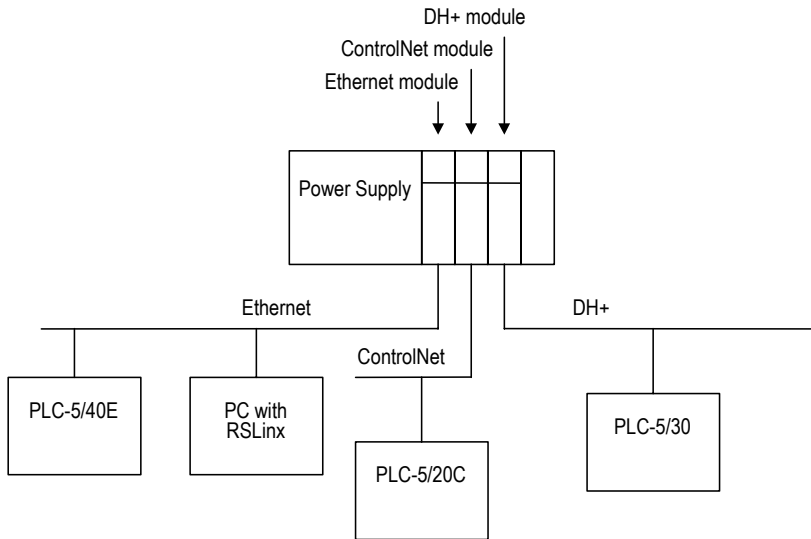 DH+ module
ControlNet module
Ethernet module
Power Supply
Ethernet
DH+
ControlNet
PLC-5/40E
PC with
RSLinx
PLC-5/30
PLC-5/20C